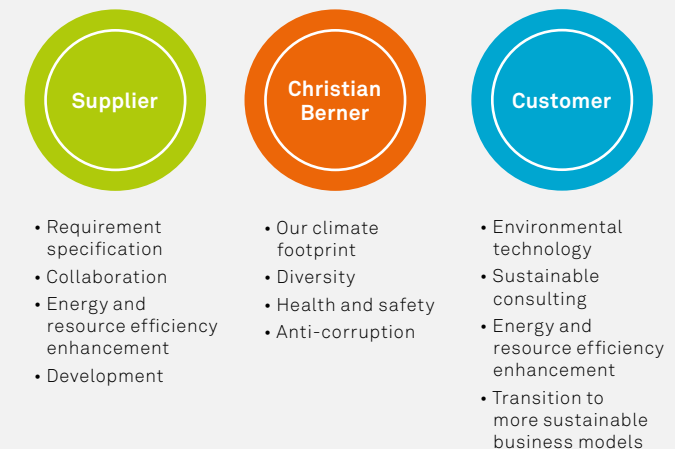 Supplier
• Requirement
specification
• Collaboration
• Energy and
resource efficiency
enhancement
• Development
Christian
Berner
• Our climate
footprint
• Diversity
• Health and safety
• Anti-corruption
Customer
• Environmental
technology
• Sustainable
consulting
• Energy and
resource efficiency
enhancement
• Transition to
more sustainable
business models